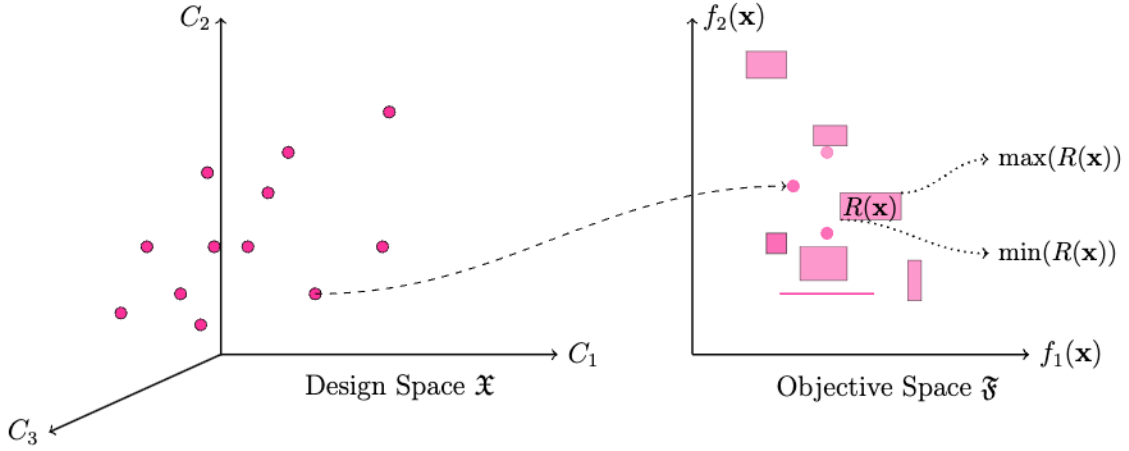 C₂
C₁
C₃
Design Space 𝔛
f₂(𝐱)
max(R(𝐱))
R(𝐱)
min(R(𝐱))
f₁(𝐱)
Objective Space 𝔉